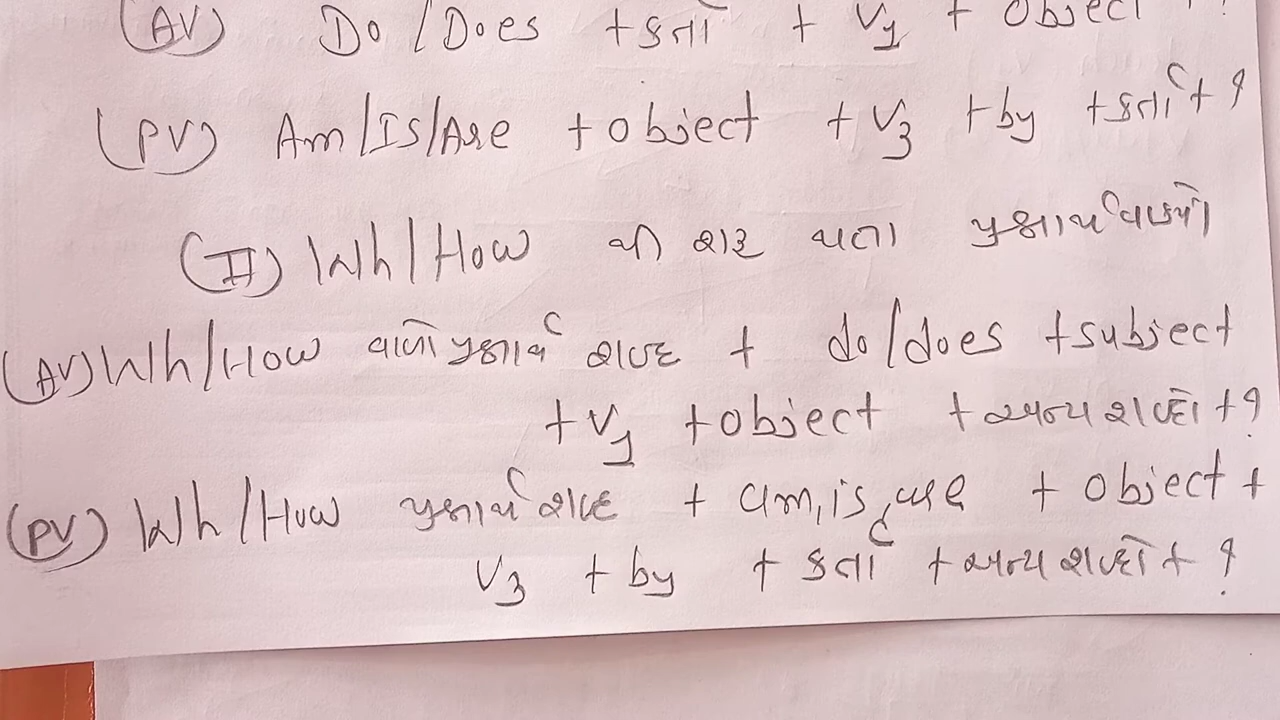 (AV) Do/Does +કર્તા + V1 + Object + ?
(PV) Am/Is/Are +object +V3 +by +કર્તા + ?
(II) Wh/How થી શરૂ થતા પ્રશ્નાર્થ વાક્યો
(AV) Wh/How વાળો પ્રશ્નાર્થ શબ્દ + do/does +subject
+V1 +object +અન્ય શબ્દો +?
(PV) Wh/How પ્રશ્નાર્થ શબ્દ + am, is, are + object +
V3 +by + કર્તા +અન્ય શબ્દો + ?